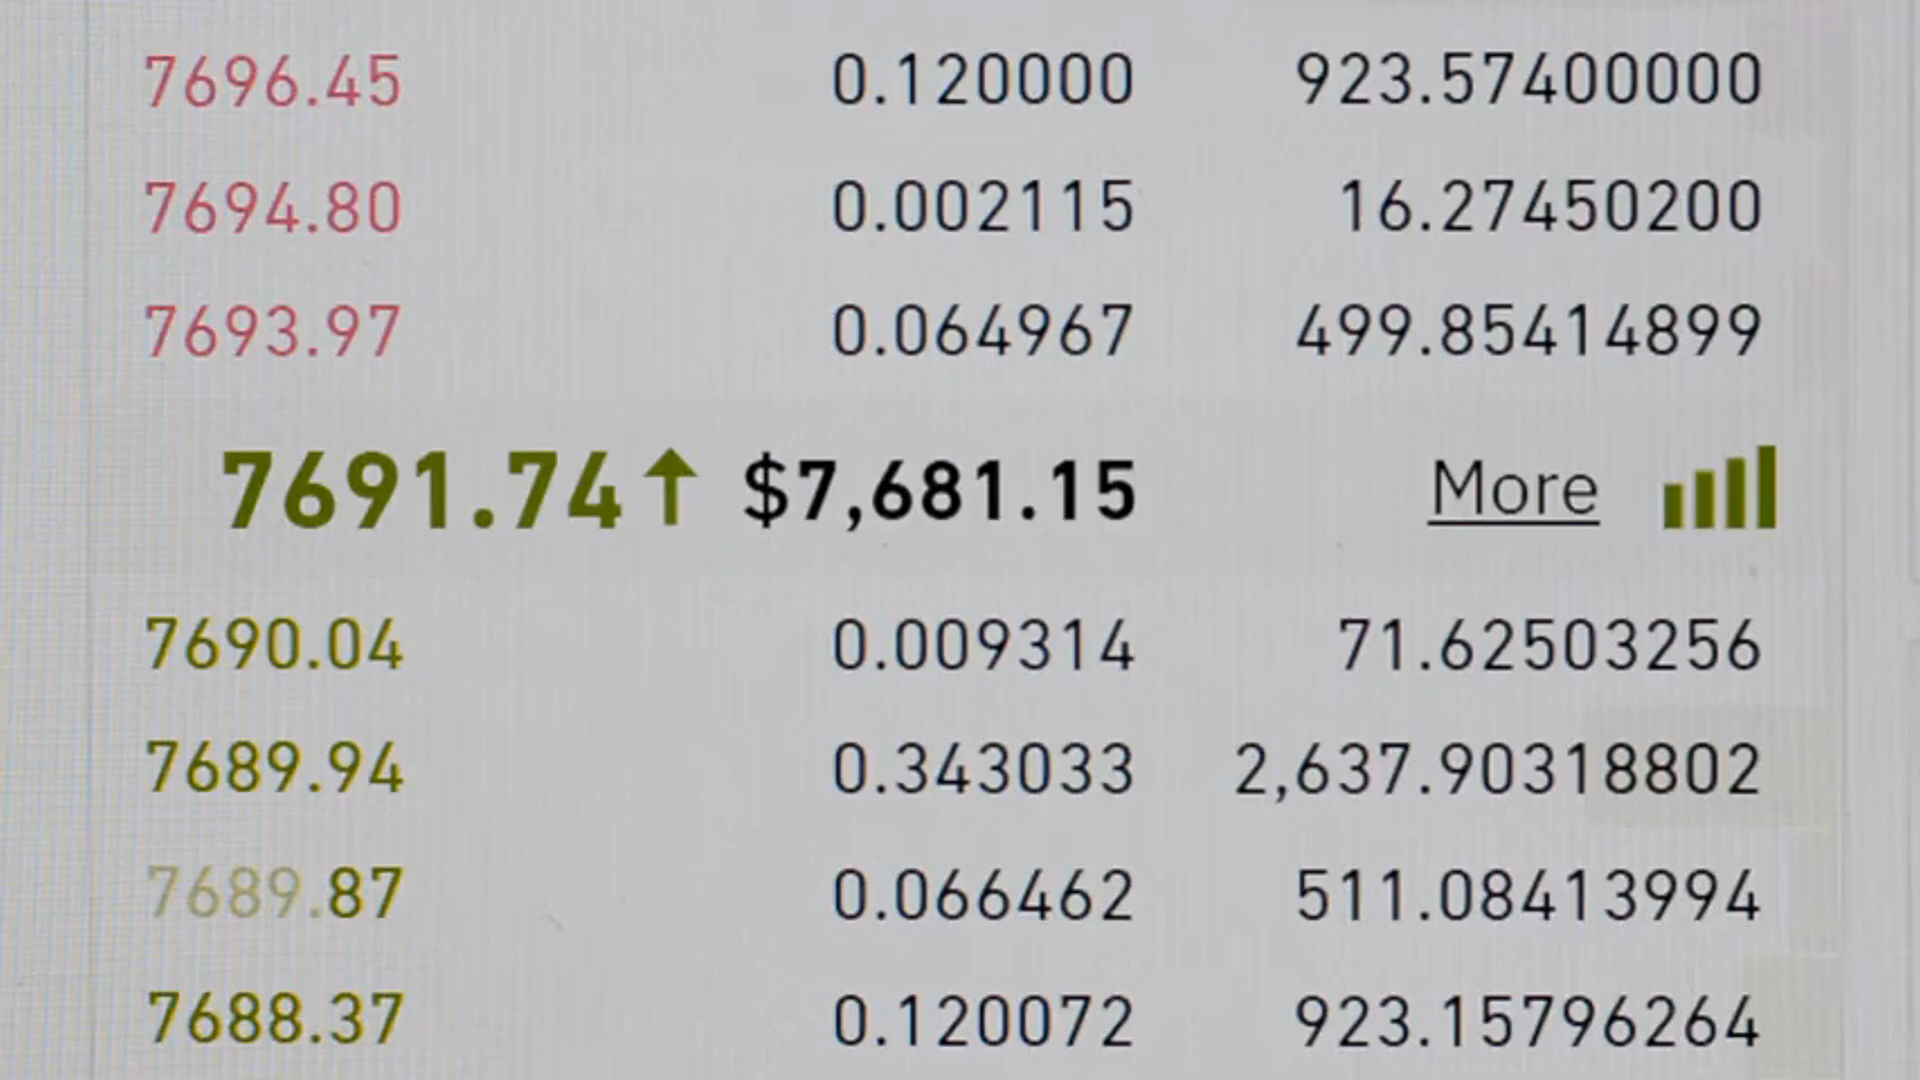 7696.45 0.120000 923.57400000
7694.80 0.002115 16.27450200
7693.97 0.064967 499.85414899
7691.74↑ $7,681.15 More
7690.04 0.009314 71.62503256
7689.94 0.343033 2,637.90318802
7689.87 0.066462 511.08413994
7688.37 0.120072 923.15796264